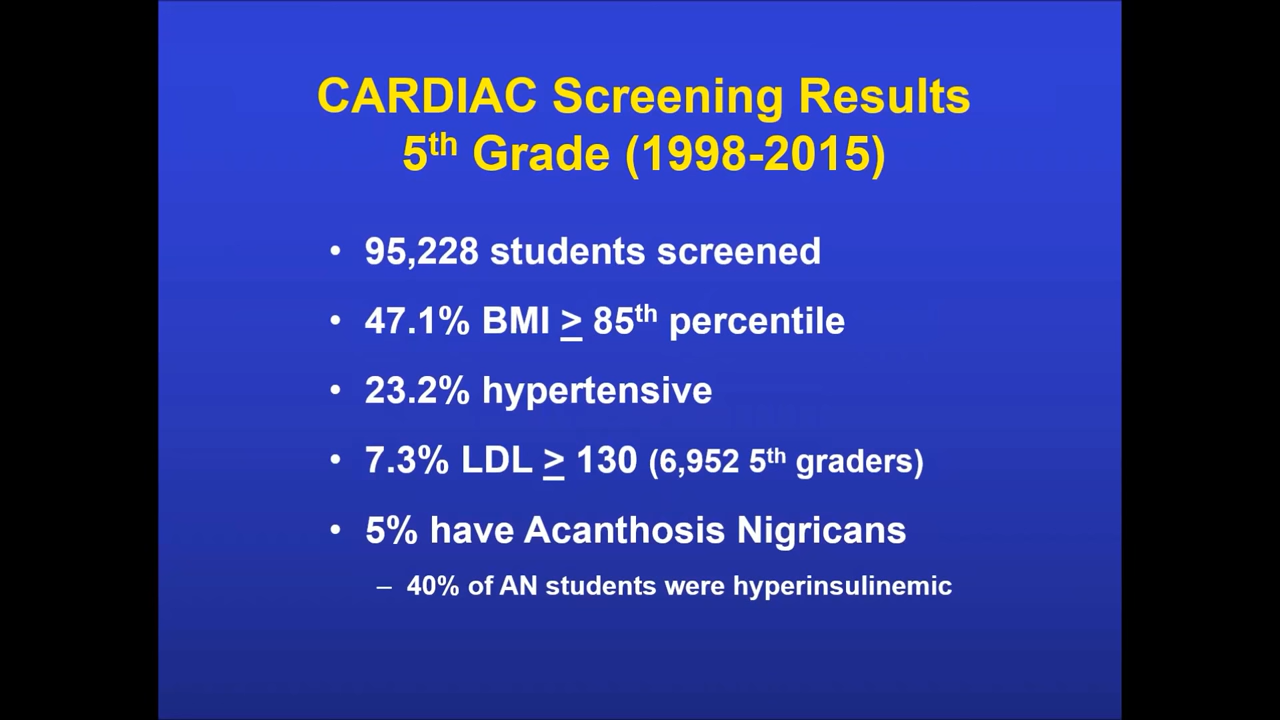 CARDIAC Screening Results
5th Grade (1998-2015)
• 95,228 students screened
• 47.1% BMI ≥ 85th percentile
• 23.2% hypertensive
• 7.3% LDL ≥ 130 (6,952 5th graders)
• 5% have Acanthosis Nigricans
– 40% of AN students were hyperinsulinemic